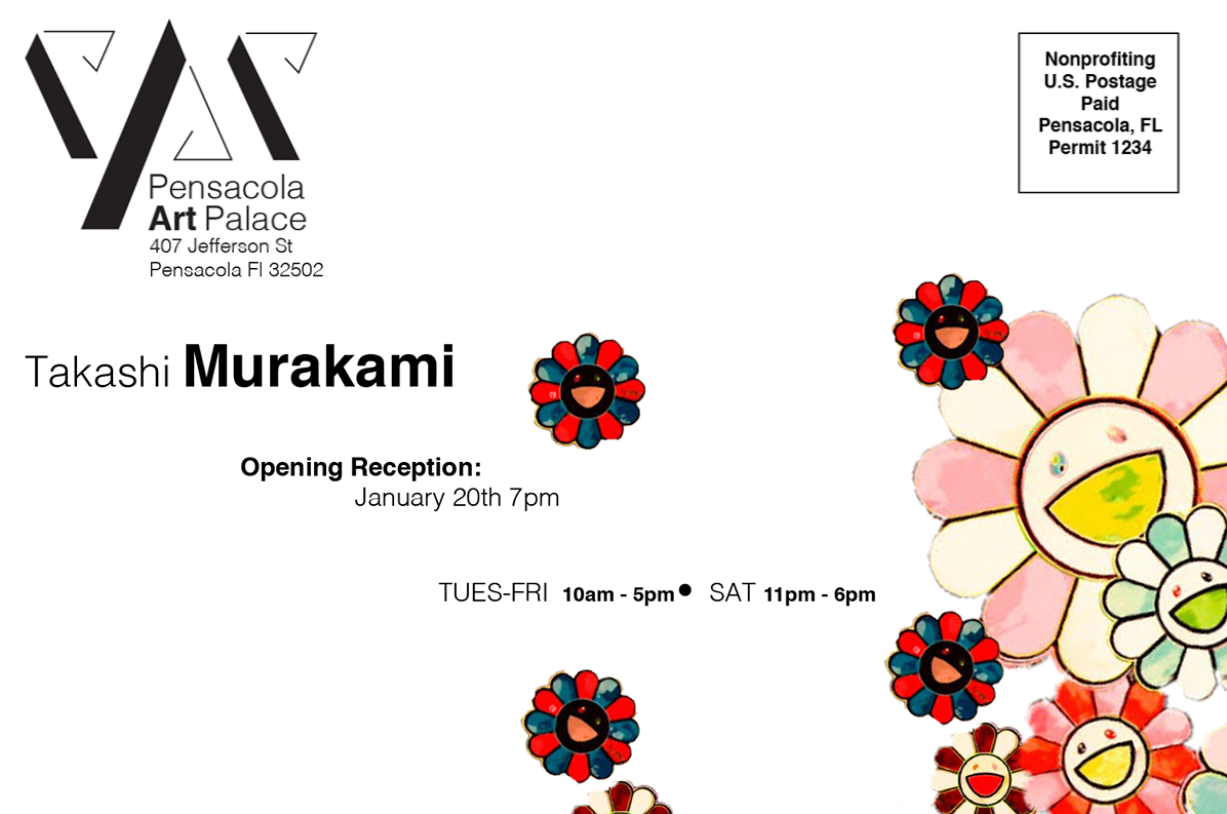 Pensacola
Art Palace
407 Jefferson St
Pensacola Fl 32502
Nonprofiting
U.S. Postage
Paid
Pensacola, FL
Permit 1234
Takashi Murakami
Opening Reception:
January 20th 7pm
TUES-FRI 10am - 5pm● SAT 11pm - 6pm